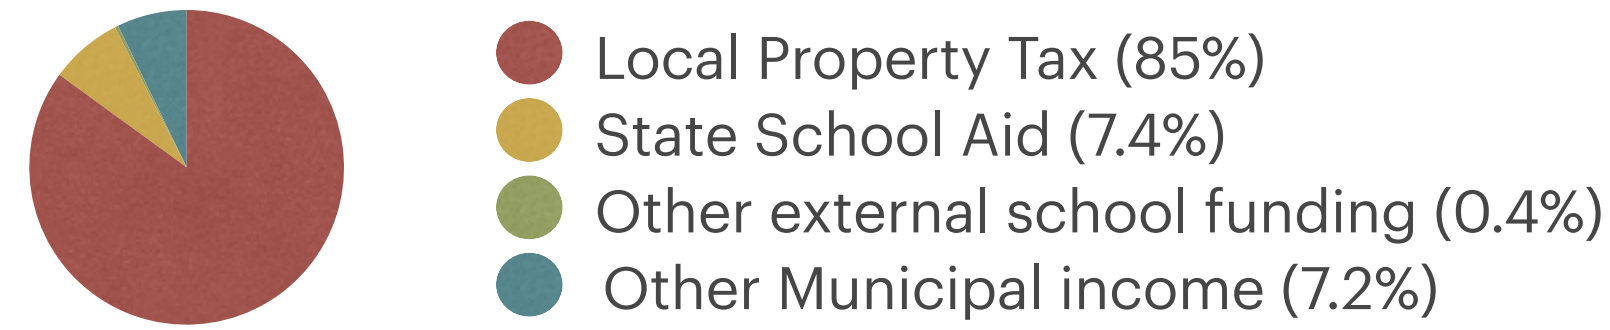 Local Property Tax (85%)
State School Aid (7.4%)
Other external school funding (0.4%)
Other Municipal income (7.2%)